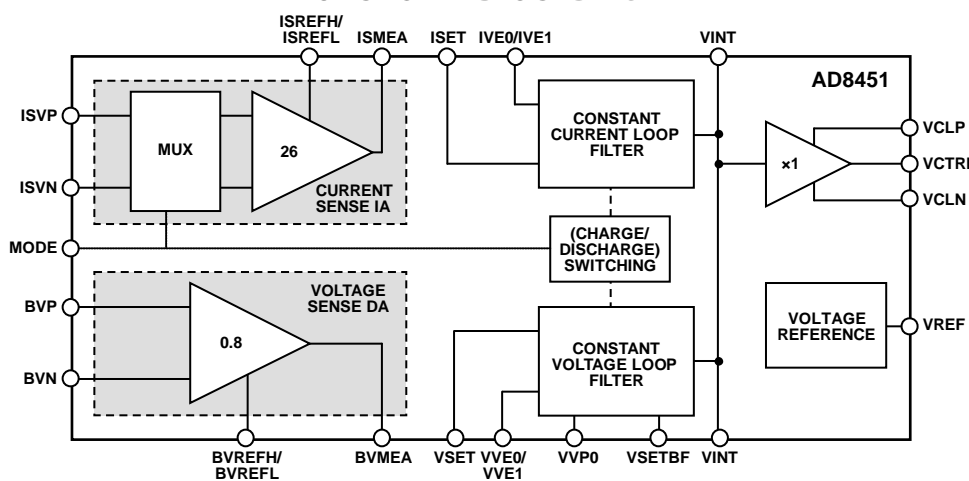 ISREFH/
ISREFL
ISMEA
ISET
IVE0/IVE1
VINT
AD8451
ISVP
ISVN
MODE
BVP
BVN
MUX
26
CURRENT
SENSE IA
CONSTANT
CURRENT LOOP
FILTER
×1
VCLP
VCTRL
VCLN
(CHARGE/
DISCHARGE)
SWITCHING
VOLTAGE
SENSE DA
0.8
CONSTANT
VOLTAGE LOOP
FILTER
VOLTAGE
REFERENCE
VREF
BVREFH/
BVREFL
BVMEA
VSET
VVE0/
VVE1
VVP0
VSETBF
VINT